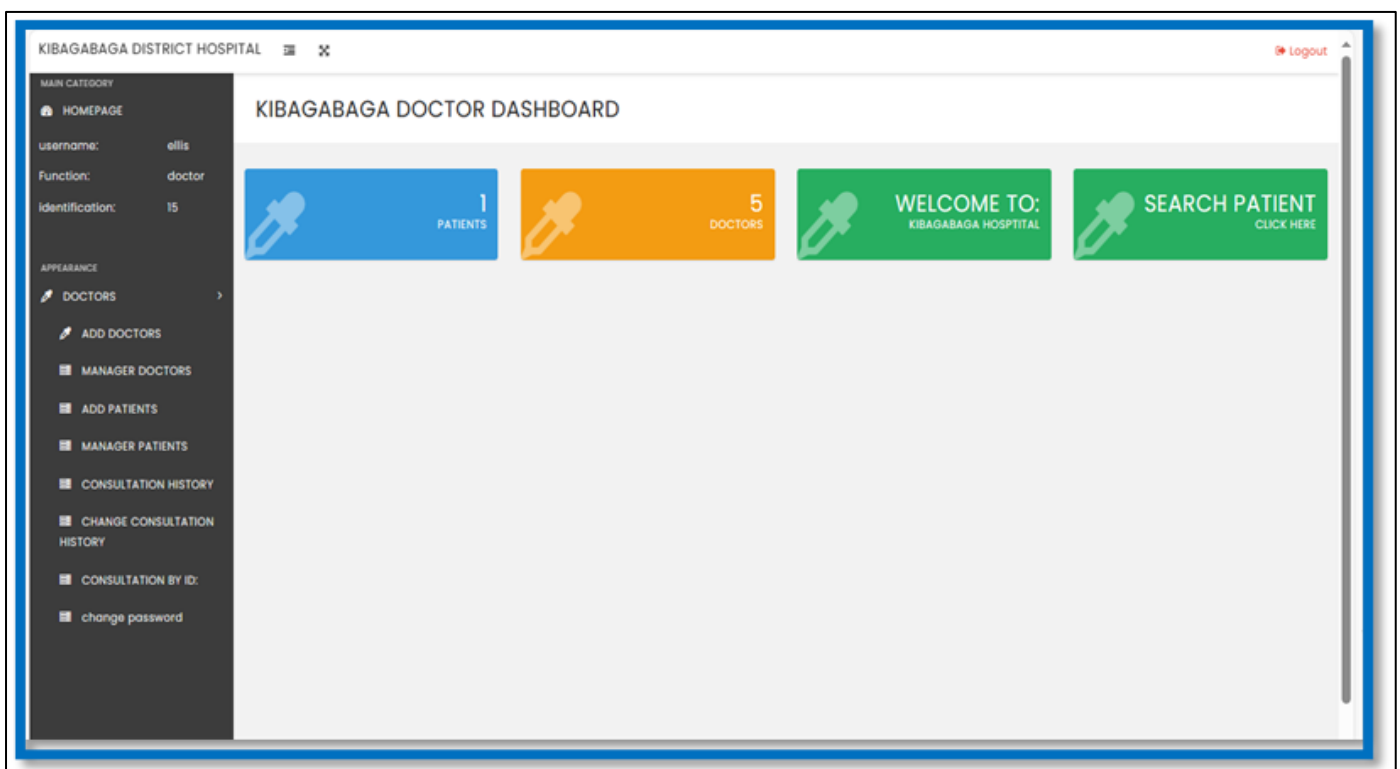 KIBAGABAGA DISTRICT HOSPITAL
Logout
MAIN CATEGORY
HOMEPAGE
username: ellis
Function: doctor
identification: 15
APPEARANCE
DOCTORS
ADD DOCTORS
MANAGER DOCTORS
ADD PATIENTS
MANAGER PATIENTS
CONSULTATION HISTORY
CHANGE CONSULTATION
HISTORY
CONSULTATION BY ID:
change password
KIBAGABAGA DOCTOR DASHBOARD
1
PATIENTS
5
DOCTORS
WELCOME TO:
KIBAGABAGA HOSPTITAL
SEARCH PATIENT
CLICK HERE